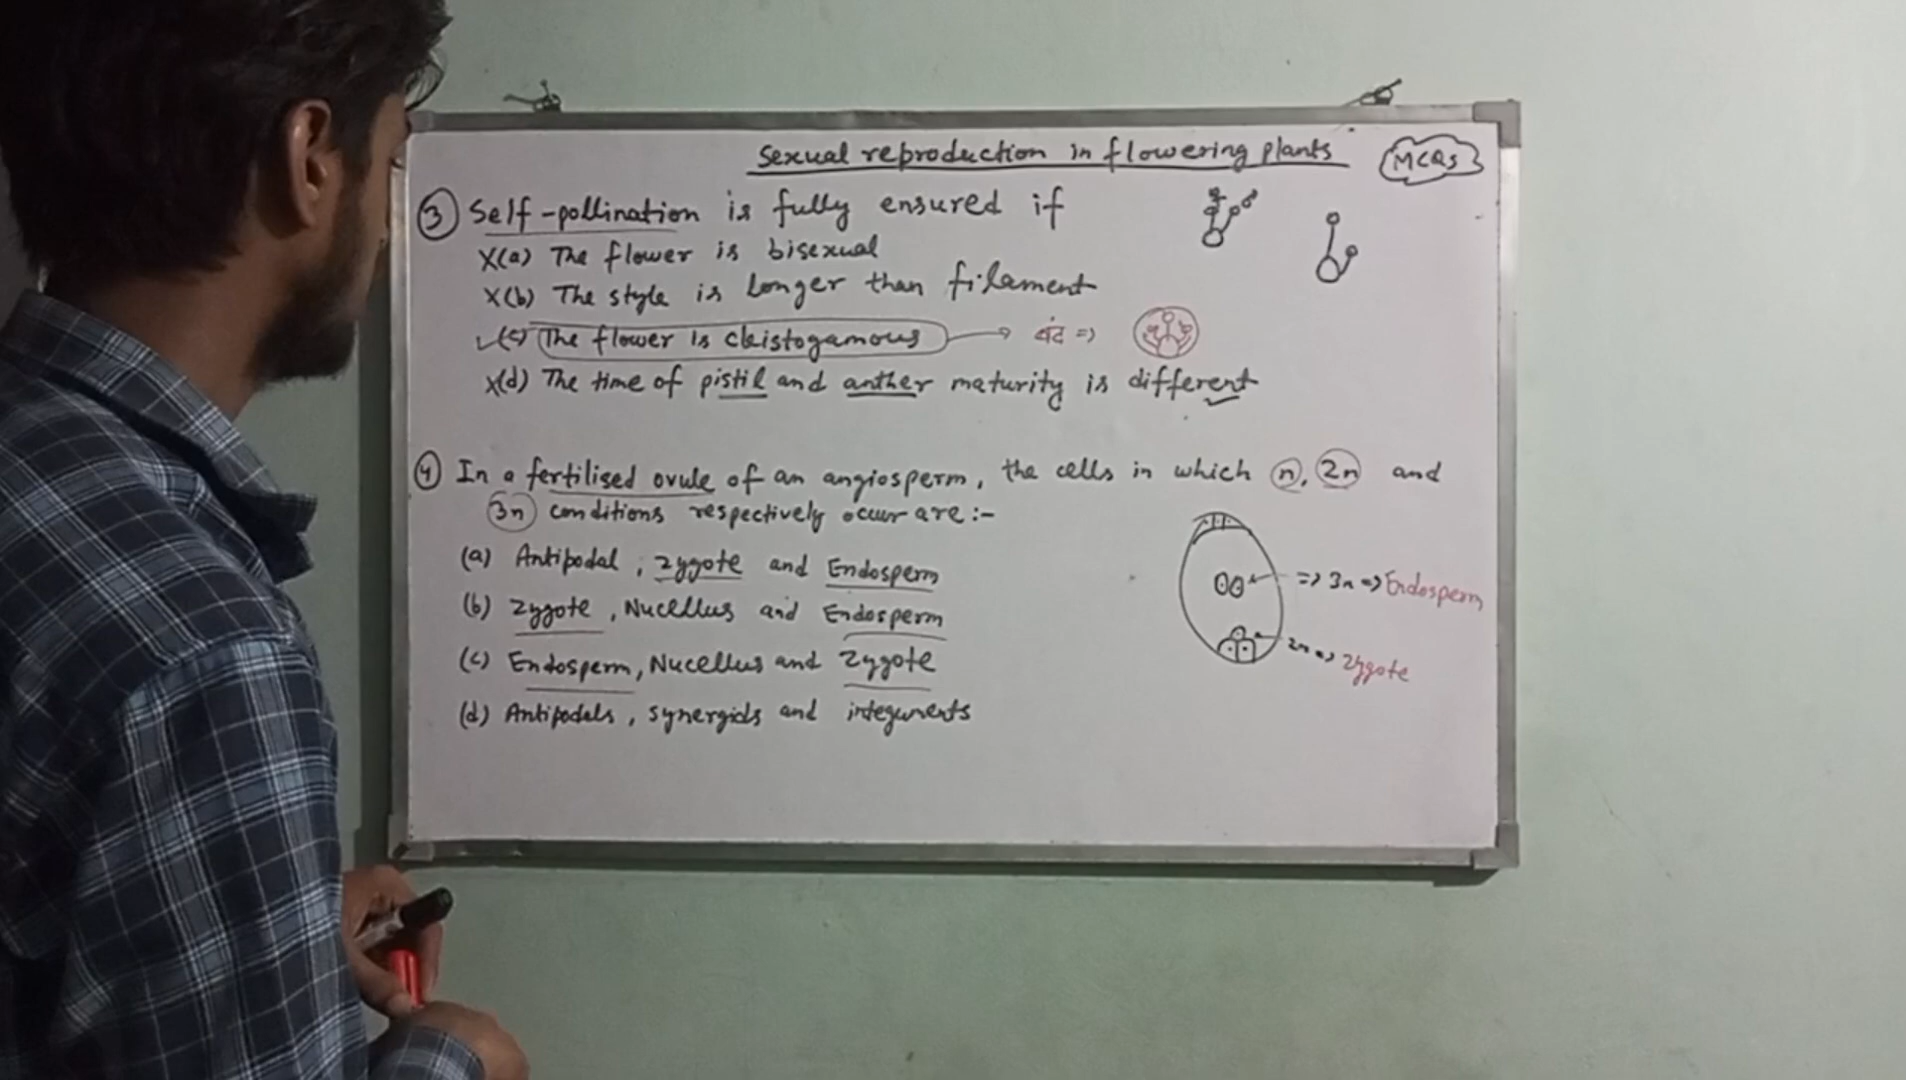 Sexual reproduction in flowering plants
MCQs
③ Self-pollination is fully ensured if
X(a) The flower is bisexual
X(b) The style is longer than filament
✓(c) The flower is cleistogamous → बंद =>
X(d) The time of pistil and anther maturity is different
④ In a fertilised ovule of an angiosperm, the cells in which n, 2n and
3n conditions respectively occur are :-
(a) Antipodal, zygote and Endosperm
(b) zygote, Nucellus and Endosperm
(c) Endosperm, Nucellus and zygote
(d) Antipodals, synergids and integuments
=> 3n => Endosperm
2n => Zygote